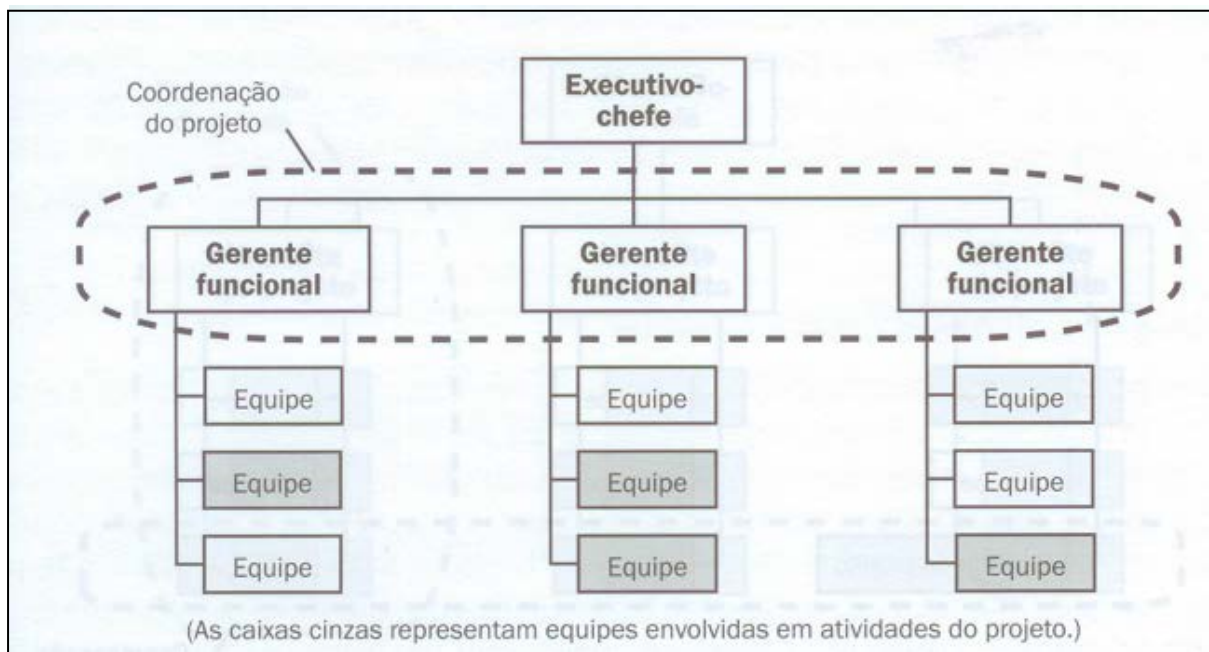 Executivo-
chefe
Coordenação
do projeto
Gerente
funcional
Gerente
funcional
Gerente
funcional
Equipe
Equipe
Equipe
Equipe
Equipe
Equipe
Equipe
Equipe
Equipe
(As caixas cinzas representam equipes envolvidas em atividades do projeto.)